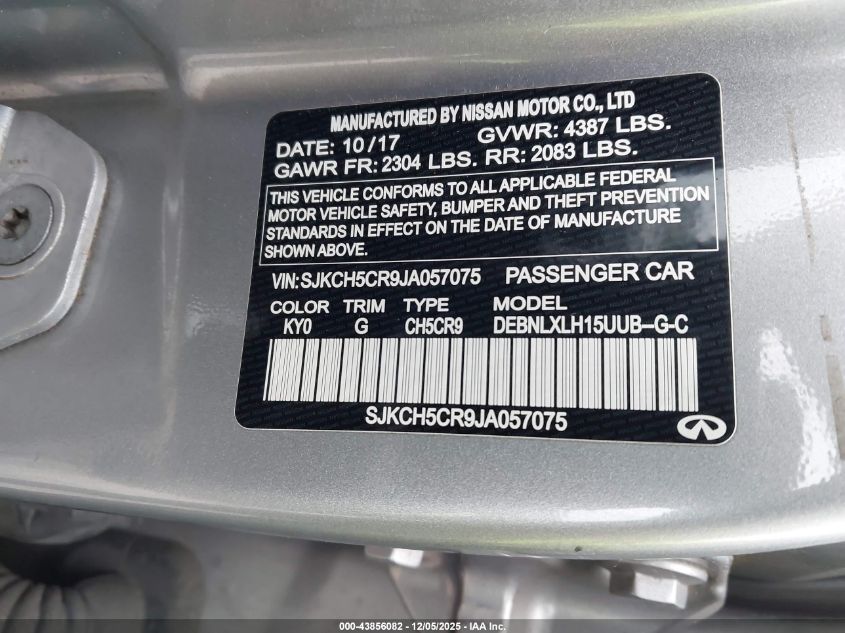 MANUFACTURED BY NISSAN MOTOR CO., LTD
DATE: 10/17 GVWR: 4387 LBS.
GAWR FR: 2304 LBS. RR: 2083 LBS.
THIS VEHICLE CONFORMS TO ALL APPLICABLE FEDERAL
MOTOR VEHICLE SAFETY, BUMPER AND THEFT PREVENTION
STANDARDS IN EFFECT ON THE DATE OF MANUFACTURE
SHOWN ABOVE.
VIN: SJKCH5CR9JA057075 PASSENGER CAR
COLOR TRIM TYPE MODEL
KY0 G CH5CR9 DEBNLXLH15UUB-G-C
SJKCH5CR9JA057075
000-43856082 - 12/05/2025 - IAA Inc.